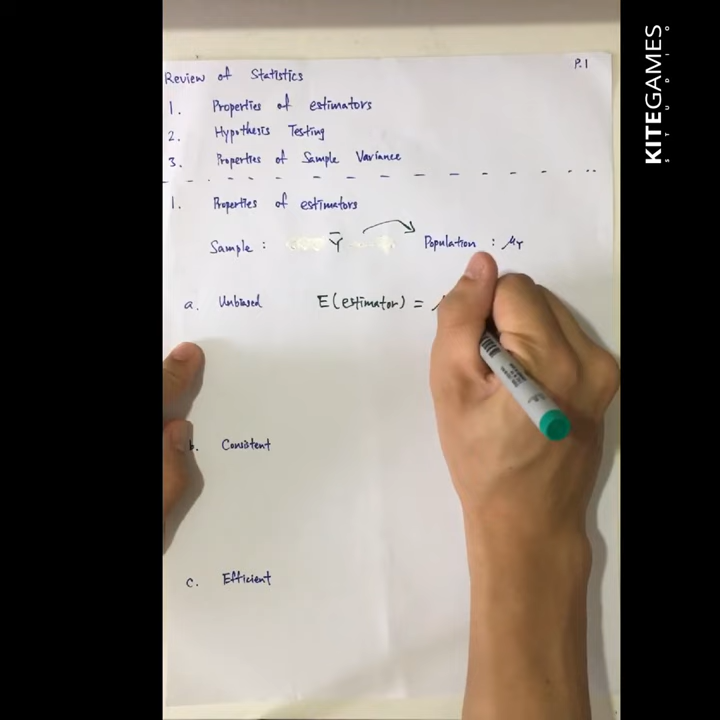 P.1
Review of Statistics
1. Properties of estimators
2. Hypothesis Testing
3. Properties of Sample Variance
1. Properties of estimators
Sample : Ȳ Population : μY
a. Unbiased E(estimator) =
b. Consistent
c. Efficient
KITEGAMES
STUDIO